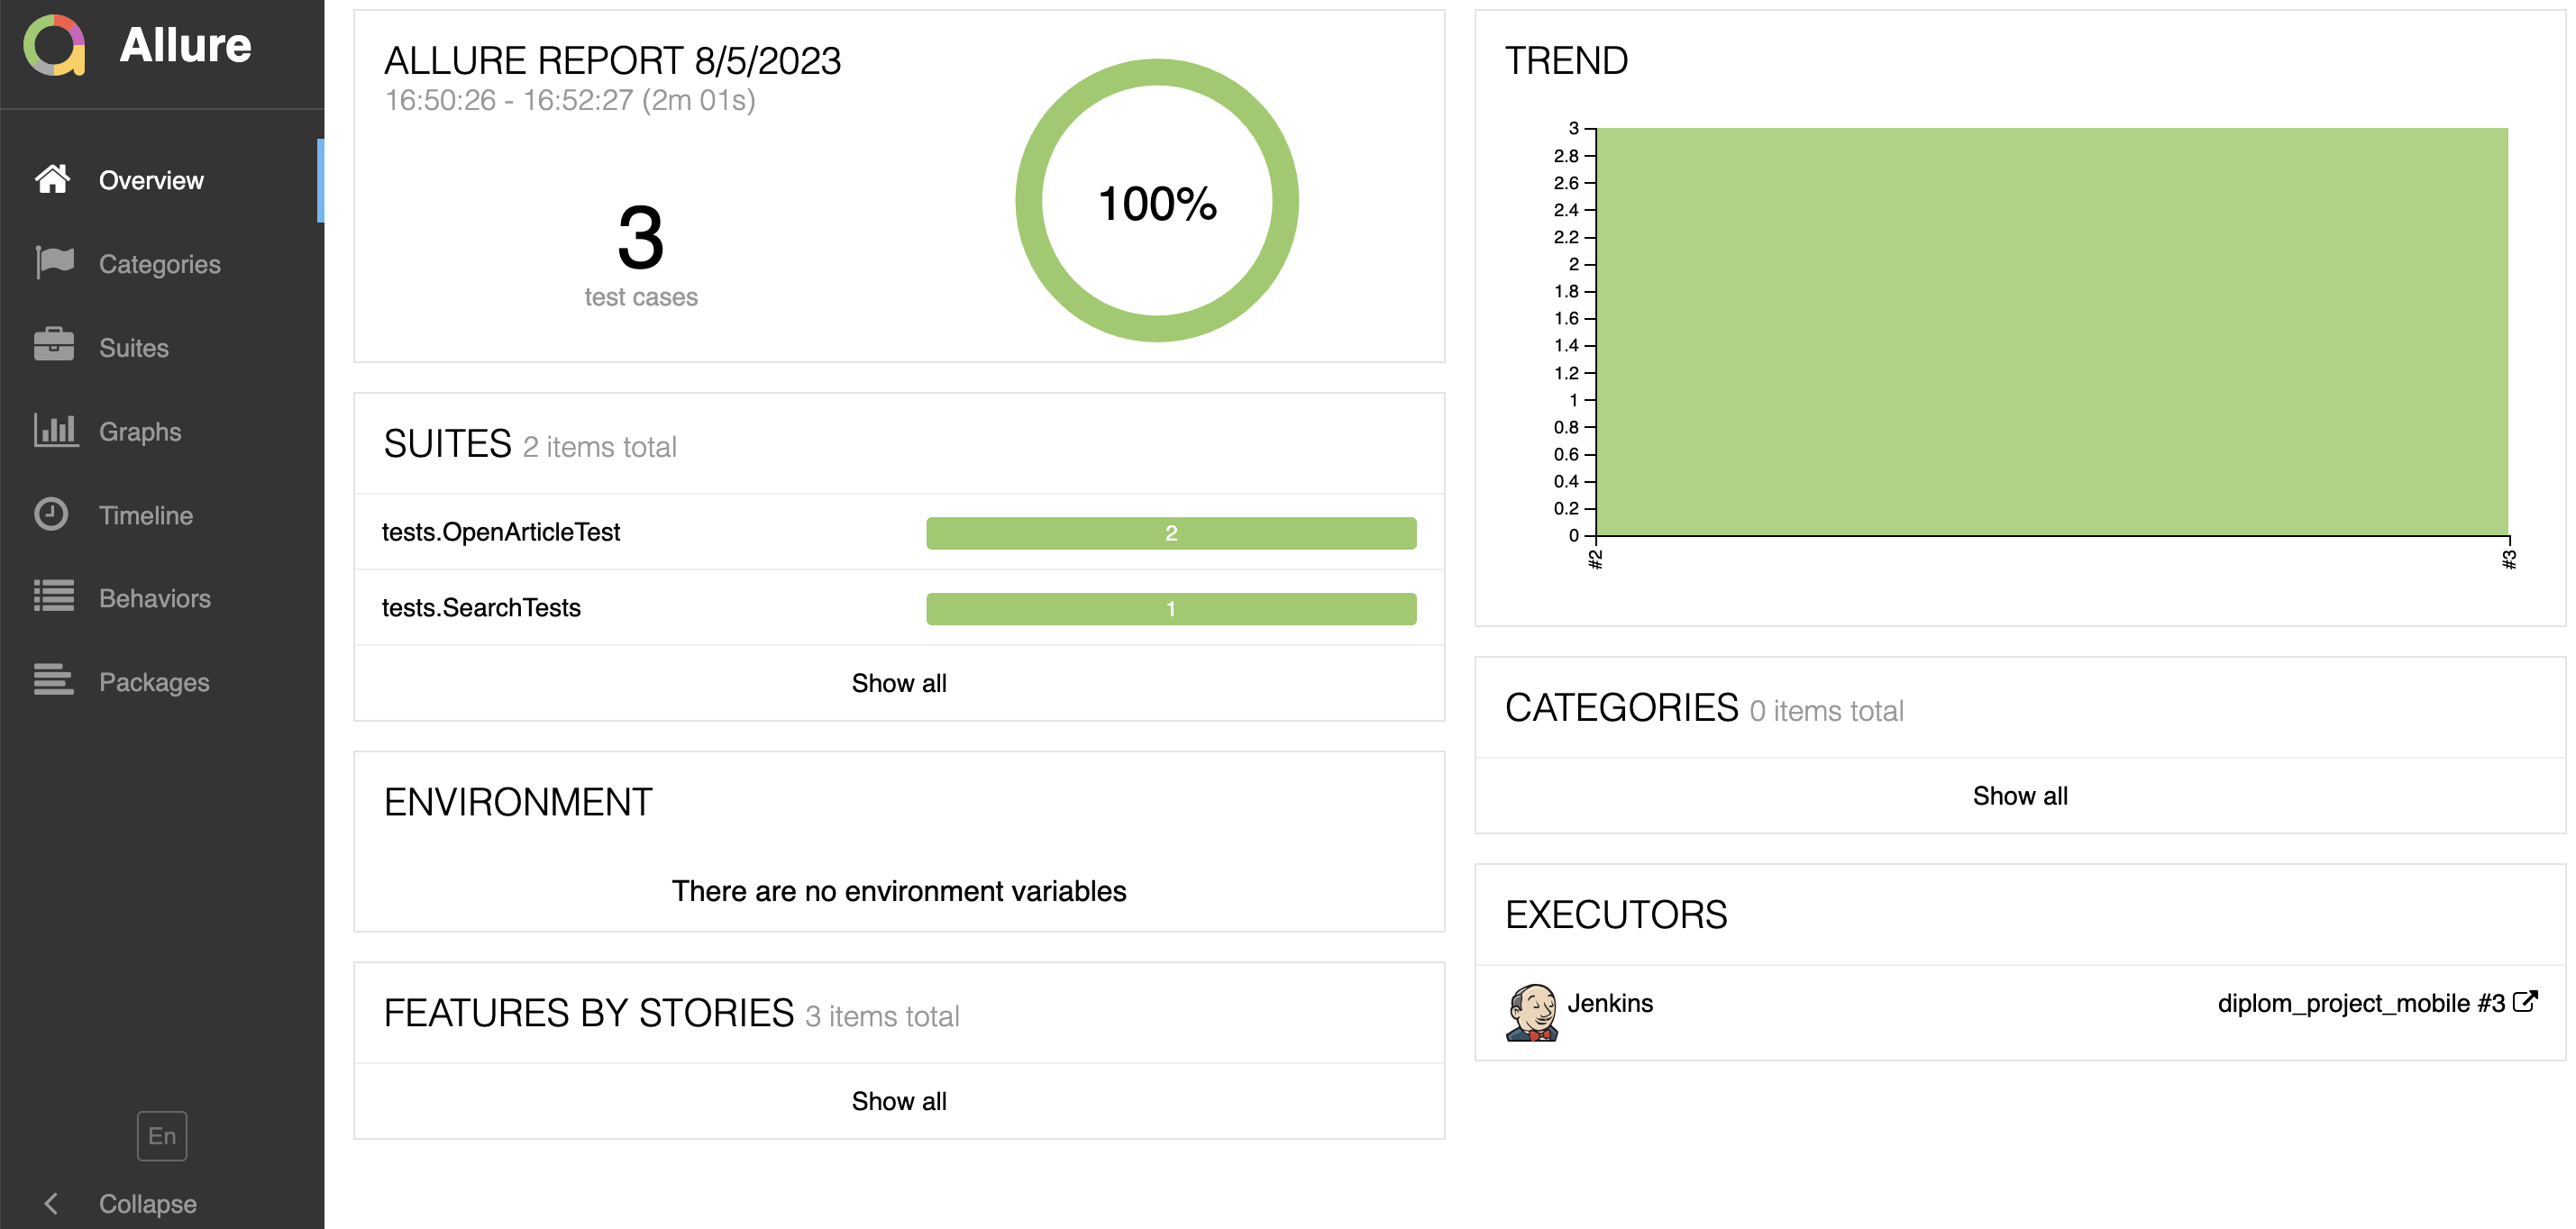 Allure
Overview
Categories
Suites
Graphs
Timeline
Behaviors
Packages
En
Collapse
ALLURE REPORT 8/5/2023
16:50:26 - 16:52:27 (2m 01s)
3
test cases
100%
SUITES 2 items total
tests.OpenArticleTest 2
tests.SearchTests 1
Show all
ENVIRONMENT
There are no environment variables
FEATURES BY STORIES 3 items total
Show all
TREND
3
2.8
2.6
2.4
2.2
2
1.8
1.6
1.4
1.2
1
0.8
0.6
0.4
0.2
0
#2
#3
CATEGORIES 0 items total
Show all
EXECUTORS
Jenkins diplom_project_mobile #3